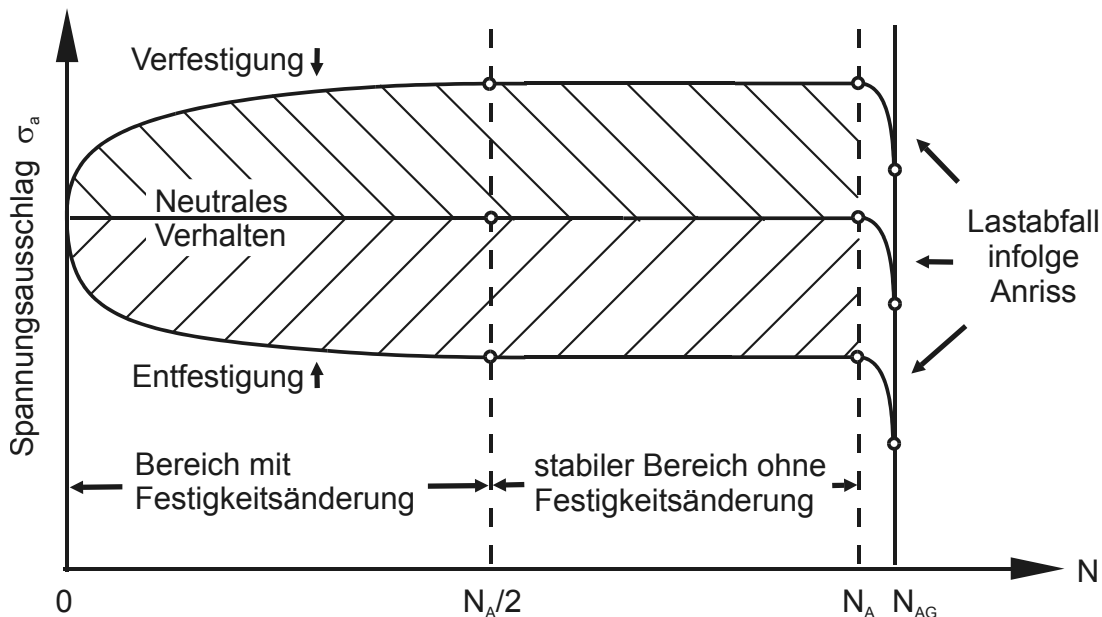 Spannungsausschlag σa
Verfestigung
Neutrales
Verhalten
Entfestigung
Lastabfall
infolge
Anriss
Bereich mit
Festigkeitsänderung
stabiler Bereich ohne
Festigkeitsänderung
N
0
NA/2
NA
NAG